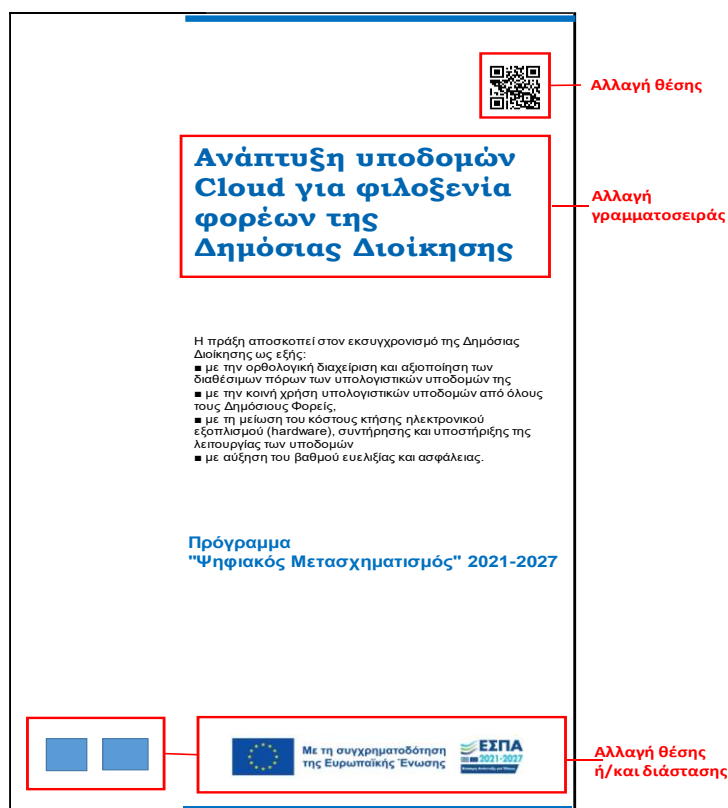 Αλλαγή θέσης
Ανάπτυξη υποδομών
Cloud για φιλοξενία
φορέων της
Δημόσιας Διοίκησης
Αλλαγή
γραμματοσειράς
Η πράξη αποσκοπεί στον εκσυγχρονισμό της Δημόσιας
Διοίκησης ως εξής:
■ με την ορθολογική διαχείριση και αξιοποίηση των
διαθέσιμων πόρων των υπολογιστικών υποδομών της
■ με την κοινή χρήση υπολογιστικών υποδομών από όλους
τους Δημόσιους Φορείς,
■ με τη μείωση του κόστους κτήσης ηλεκτρονικού
εξοπλισμού (hardware), συντήρησης και υποστήριξης της
λειτουργίας των υποδομών
■ με αύξηση του βαθμού ευελιξίας και ασφάλειας.
Πρόγραμμα
"Ψηφιακός Μετασχηματισμός" 2021-2027
Με τη συγχρηματοδότηση
της Ευρωπαϊκής Ένωσης
ΕΣΠΑ
2021-2027
Αλλαγή θέσης
ή/και διάστασης